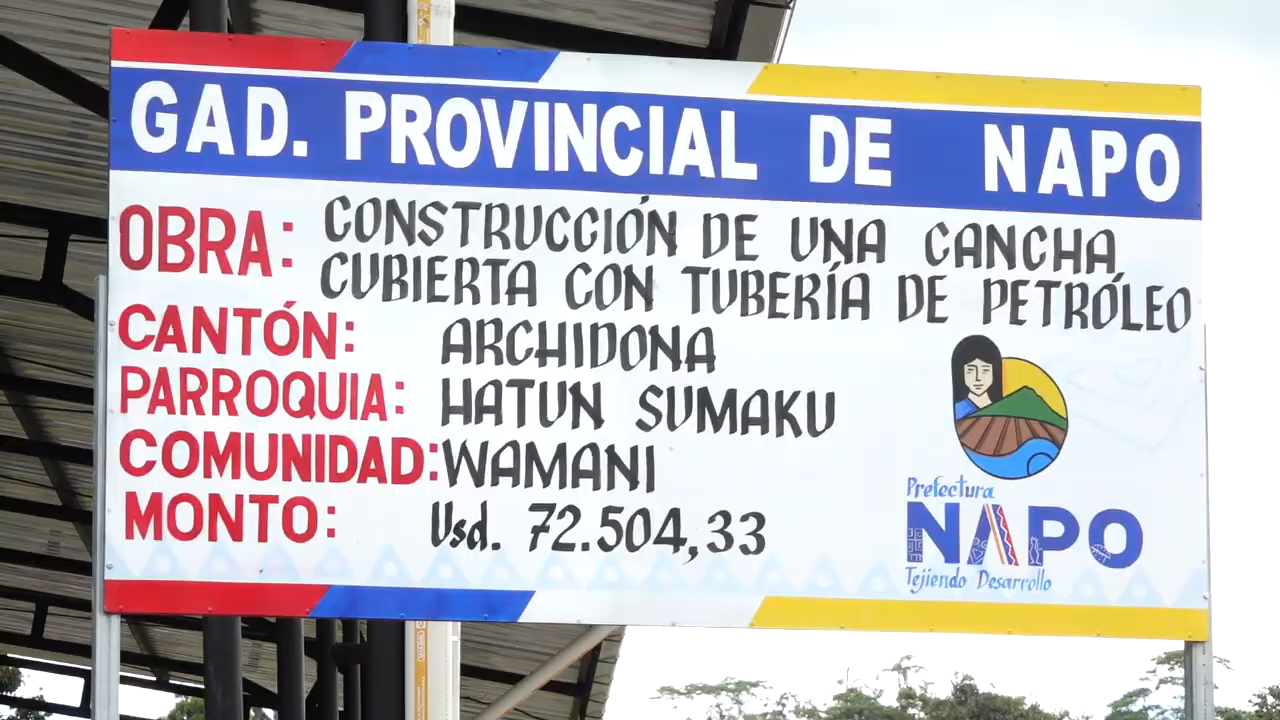 GAD. PROVINCIAL DE NAPO
OBRA: CONSTRUCCIÓN DE UNA CANCHA
CUBIERTA CON TUBERÍA DE PETRÓLEO
CANTÓN: ARCHIDONA
PARROQUIA: HATUN SUMAKU
COMUNIDAD: WAMANI
MONTO: Usd. 72.504,33
Prefectura
NAPO
Tejiendo Desarrollo